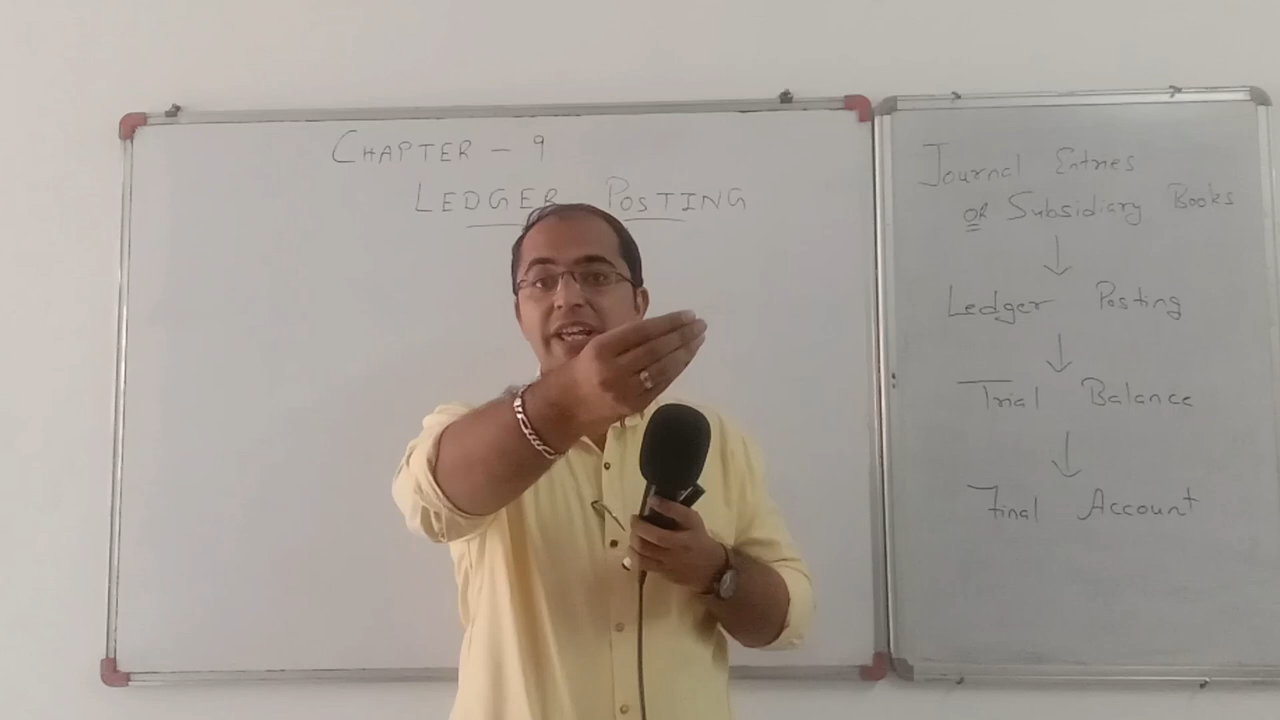 CHAPTER - 9
LEDGER POSTING
Journal Entries
OR Subsidiary Books
↓
Ledger Posting
↓
Trial Balance
↓
Final Account